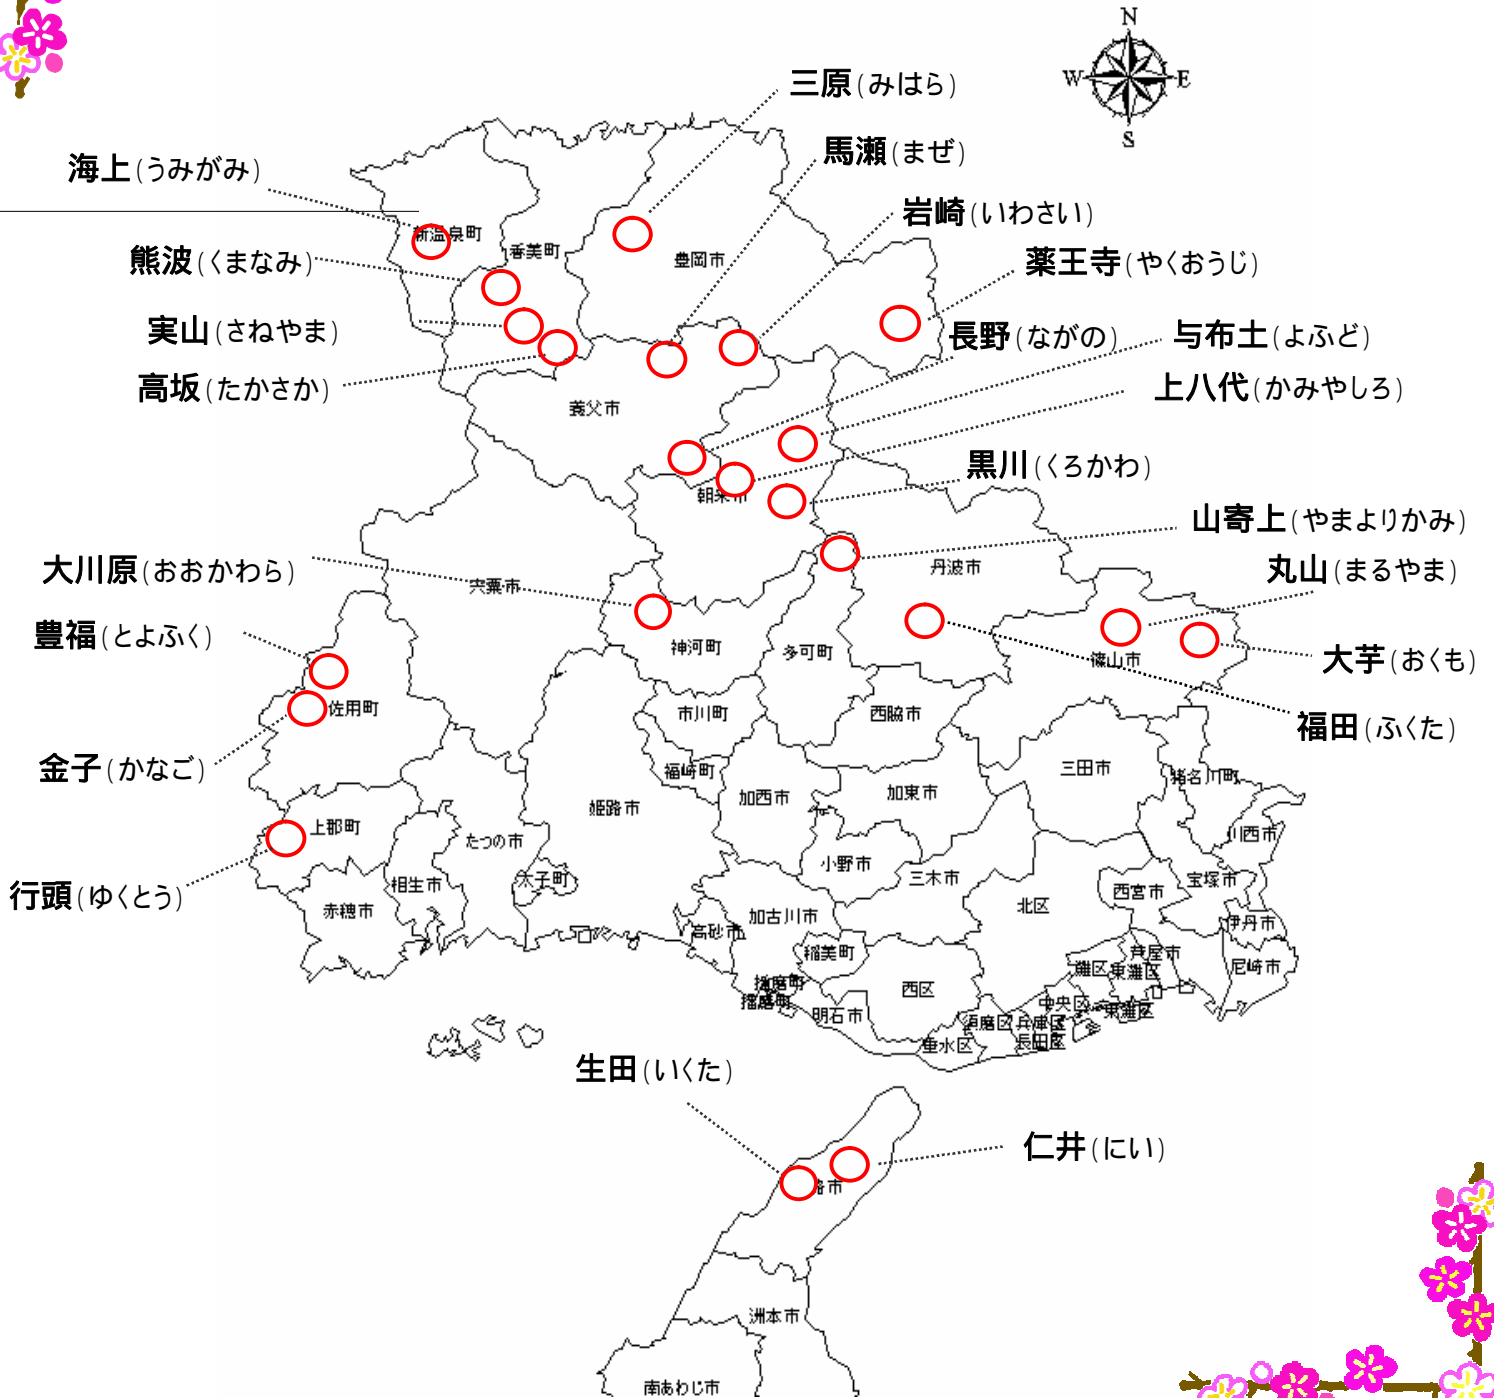 N
三原(みはら)
W E
S
馬瀬(まぜ)
海上(うみがみ)
岩崎(いわさい)
新温泉町
香美町
豊岡市
熊波(くまなみ)
薬王寺(やくおうじ)
実山(さねやま)
長野(ながの)
与布土(よふど)
高坂(たかさか)
上八代(かみやしろ)
養父市
黒川(くろかわ)
朝来市
山寄上(やまよりかみ)
大川原(おおかわら)
宍粟市
丹波市
丸山(まるやま)
豊福(とよふく)
神河町
多可町
篠山市
大芋(おくも)
佐用町
市川町
西脇市
福田(ふくた)
金子(かなご)
福崎町
三田市
猪名川町
加西市
加東市
姫路市
上郡町
たつの市
川西市
小野市
太子町
三木市
相生市
西宮市
宝塚市
行頭(ゆくとう)
赤穂市
北区
加古川市
高砂市
伊丹市
稲美町
芦屋市
灘区
東灘区
尼崎市
播磨町
播磨町
西区
中央区
東灘区
明石市
須磨区
兵庫区
長田区
垂水区
生田(いくた)
仁井(にい)
路市
洲本市
南あわじ市